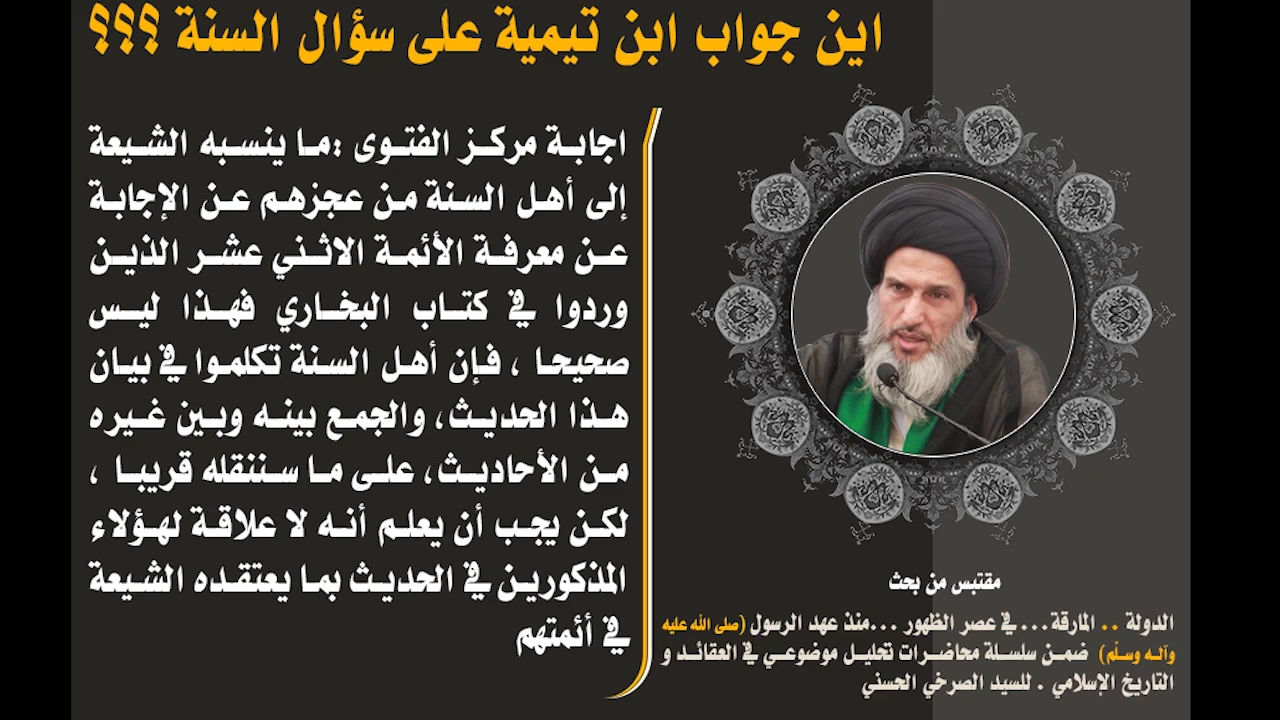 اين جواب ابن تيمية على سؤال السنة ؟؟؟
اجابة مركز الفتوى :ما ينسبه الشيعة
إلى أهل السنة من عجزهم عن الإجابة
عن معرفة الأئمة الاثني عشر الذين
وردوا في كتاب البخاري فهذا ليس
صحيحا ، فإن أهل السنة تكلموا في بيان
هذا الحديث، والجمع بينه وبين غيره
من الأحاديث، على ما سننقله قريبا ،
لكن يجب أن يعلم أنه لا علاقة لهؤلاء
المذكورين في الحديث بما يعتقده الشيعة
في أئمتهم
مقتبس من بحث
الدولة .. المارقة...في عصر الظهور ...منذ عهد الرسول (صلى الله عليه
وآله وسلّم) ضمن سلسلة محاضرات تحليل موضوعي في العقائد و
التاريخ الإسلامي . للسيد الصرخي الحسني